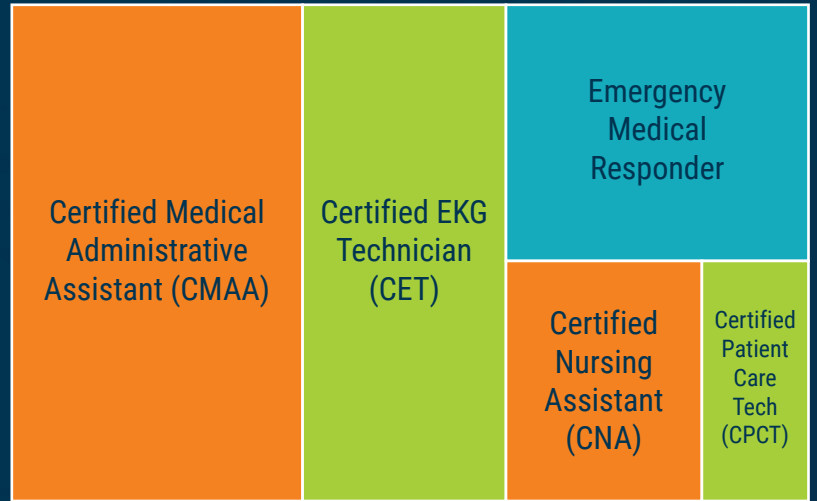 Certified Medical
Administrative
Assistant (CMAA)
Certified EKG
Technician
(CET)
Emergency
Medical
Responder
Certified
Nursing
Assistant
(CNA)
Certified
Patient
Care
Tech
(CPCT)